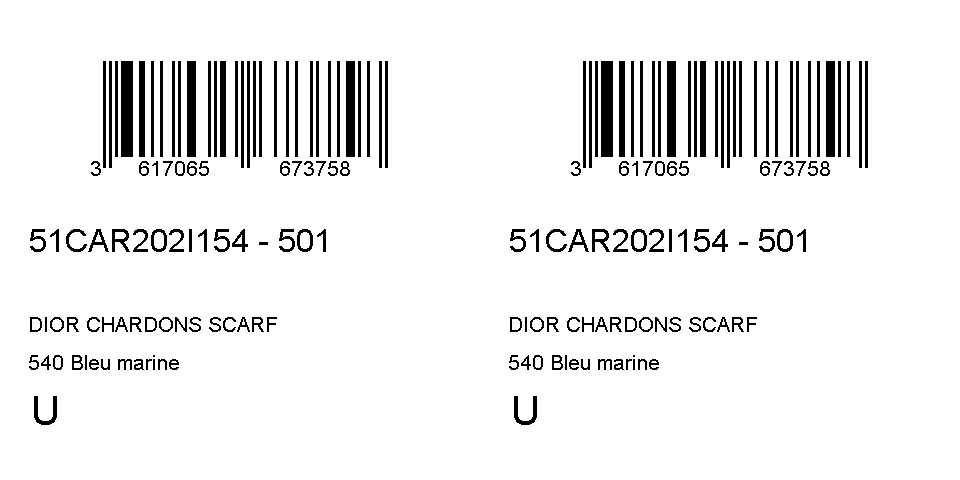 3 617065 673758
51CAR202I154 - 501
DIOR CHARDONS SCARF
540 Bleu marine
U
3 617065 673758
51CAR202I154 - 501
DIOR CHARDONS SCARF
540 Bleu marine
U